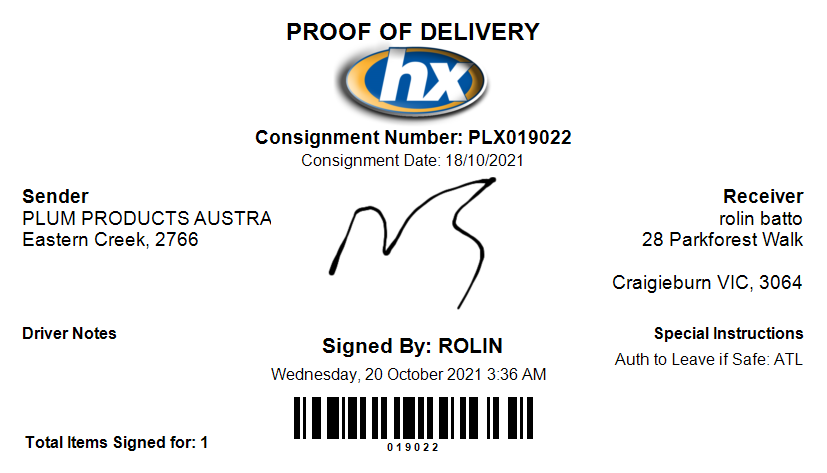 PROOF OF DELIVERY
hx
Consignment Number: PLX019022
Consignment Date: 18/10/2021
Sender
PLUM PRODUCTS AUSTRA
Eastern Creek, 2766
Receiver
rolin batto
28 Parkforest Walk
Craigieburn VIC, 3064
Driver Notes
Signed By: ROLIN
Wednesday, 20 October 2021 3:36 AM
Special Instructions
Auth to Leave if Safe: ATL
019022
Total Items Signed for: 1